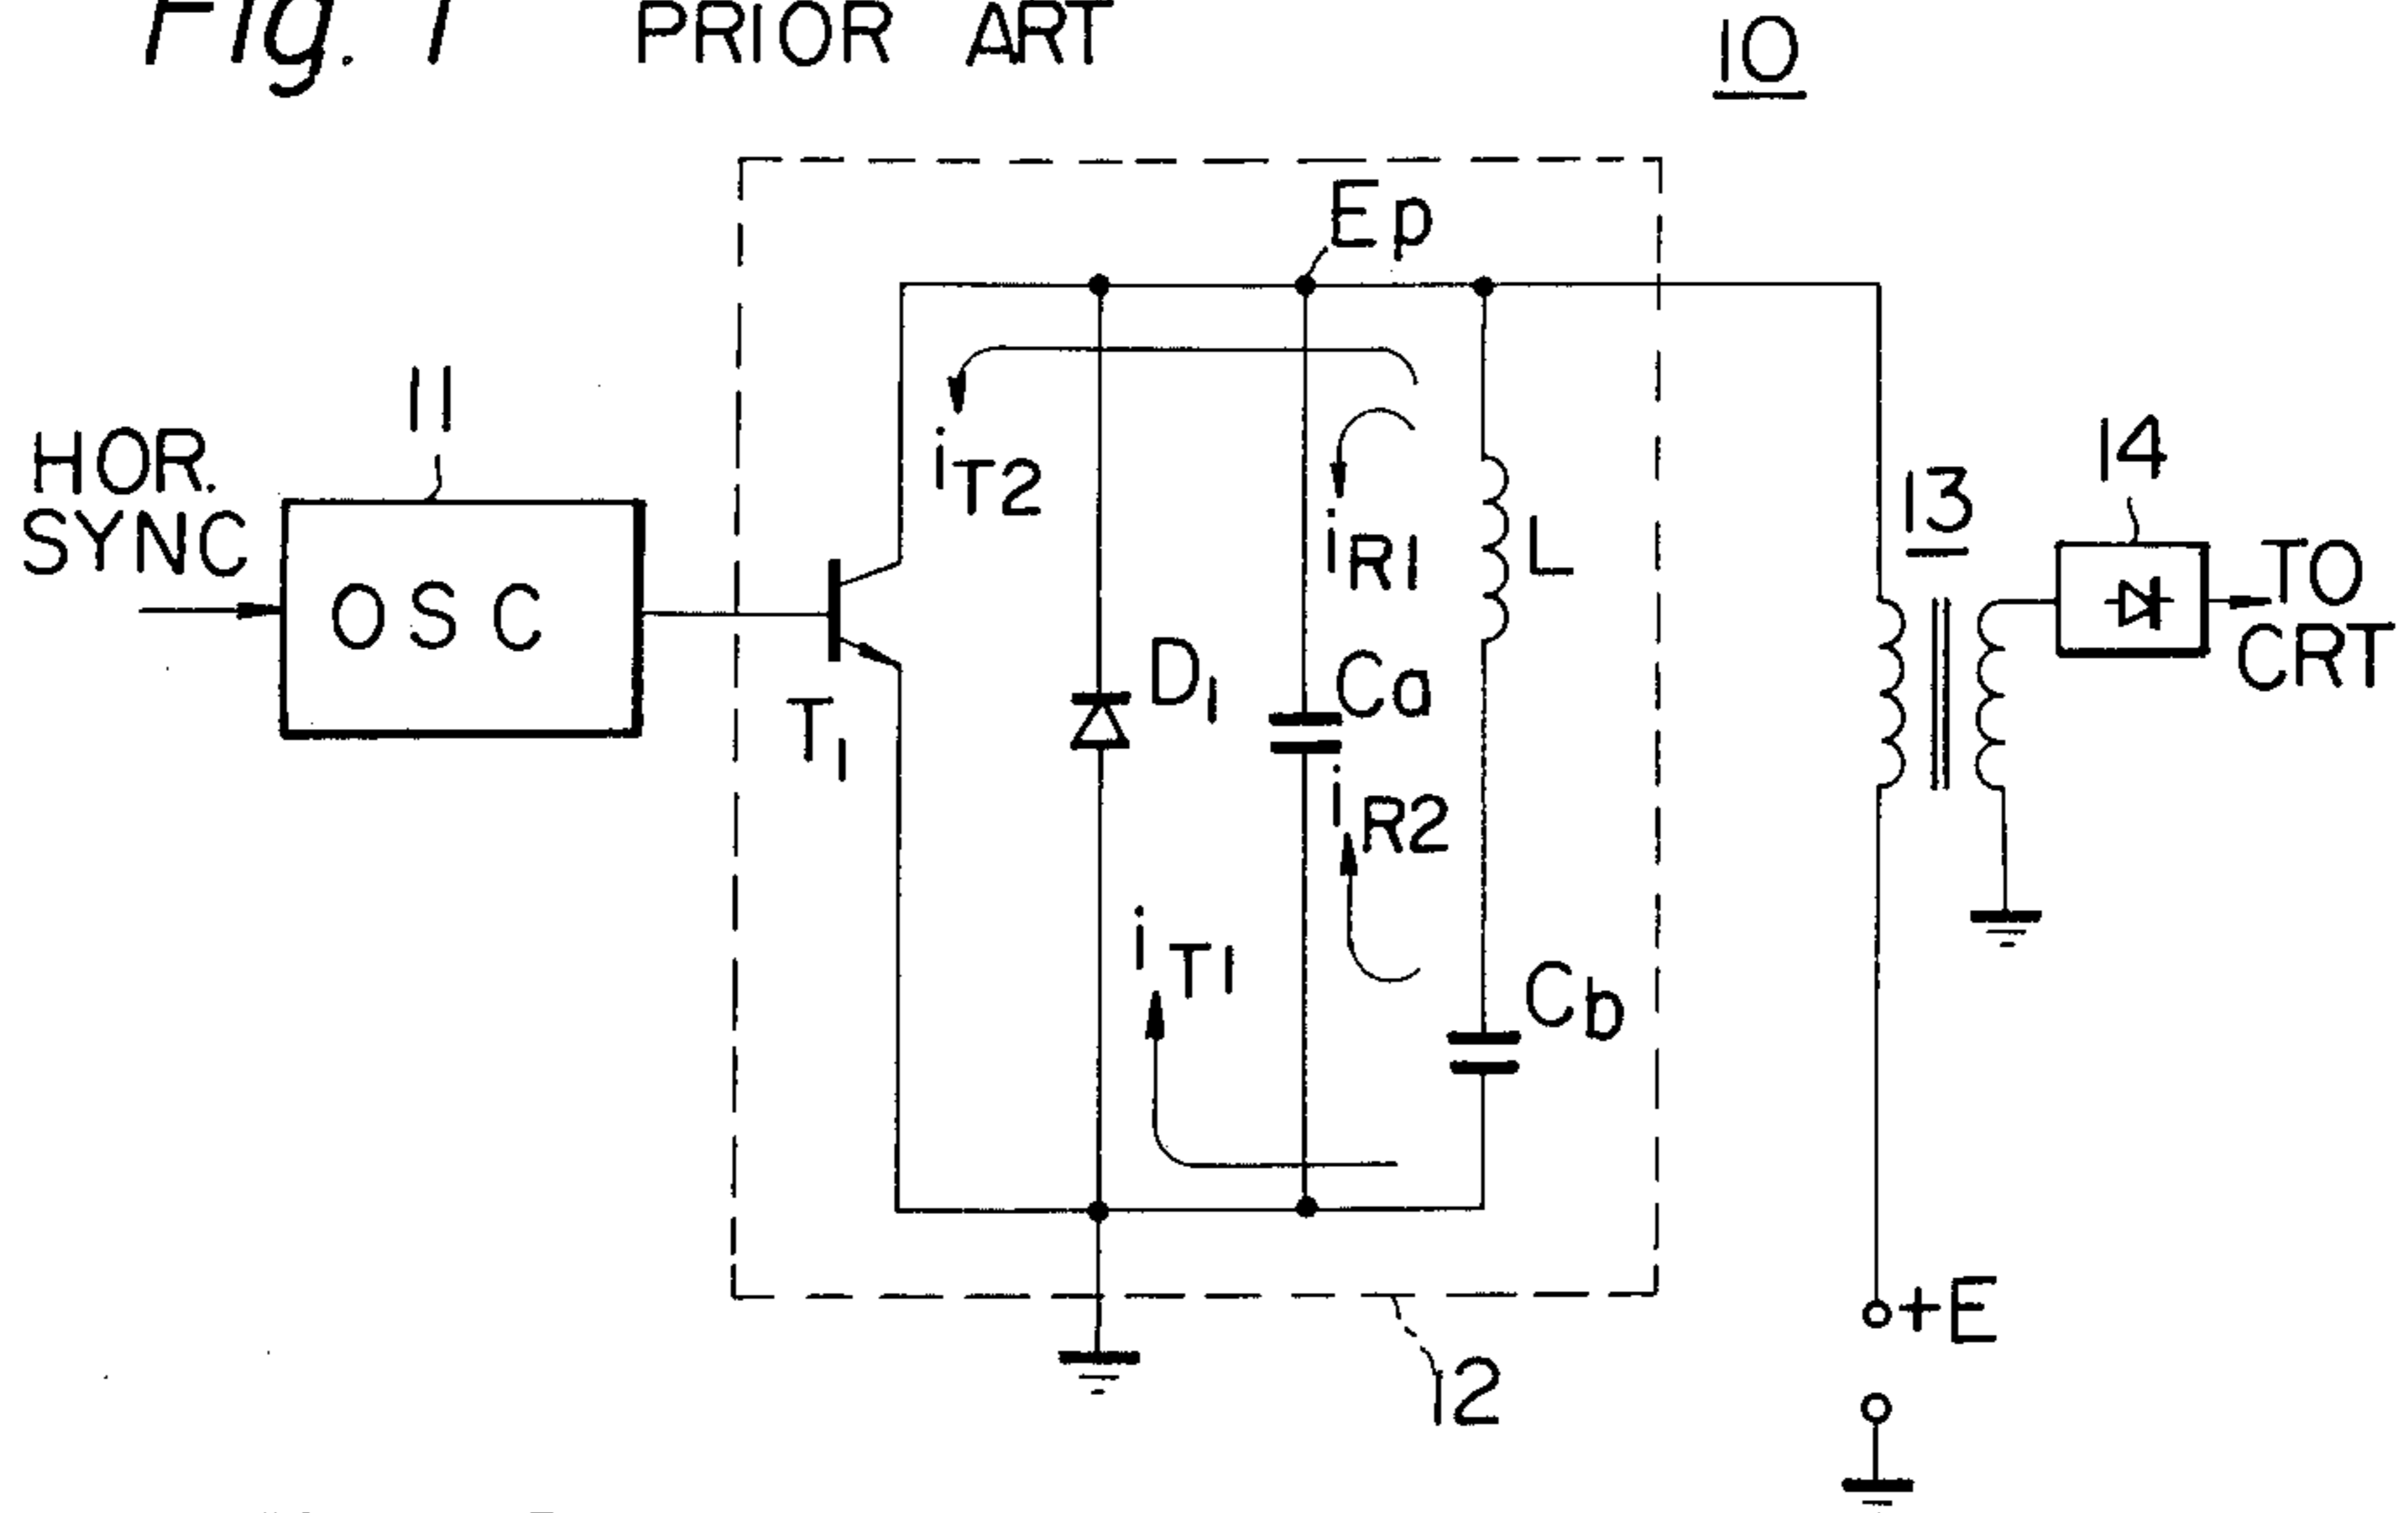 Fig. 1 PRIOR ART
10
Ep
11
HOR.
SYNC
OSC
iT2
iR1
L
14
13
TO
CRT
T1
D1
Ca
iR2
iT1
Cb
+E
12